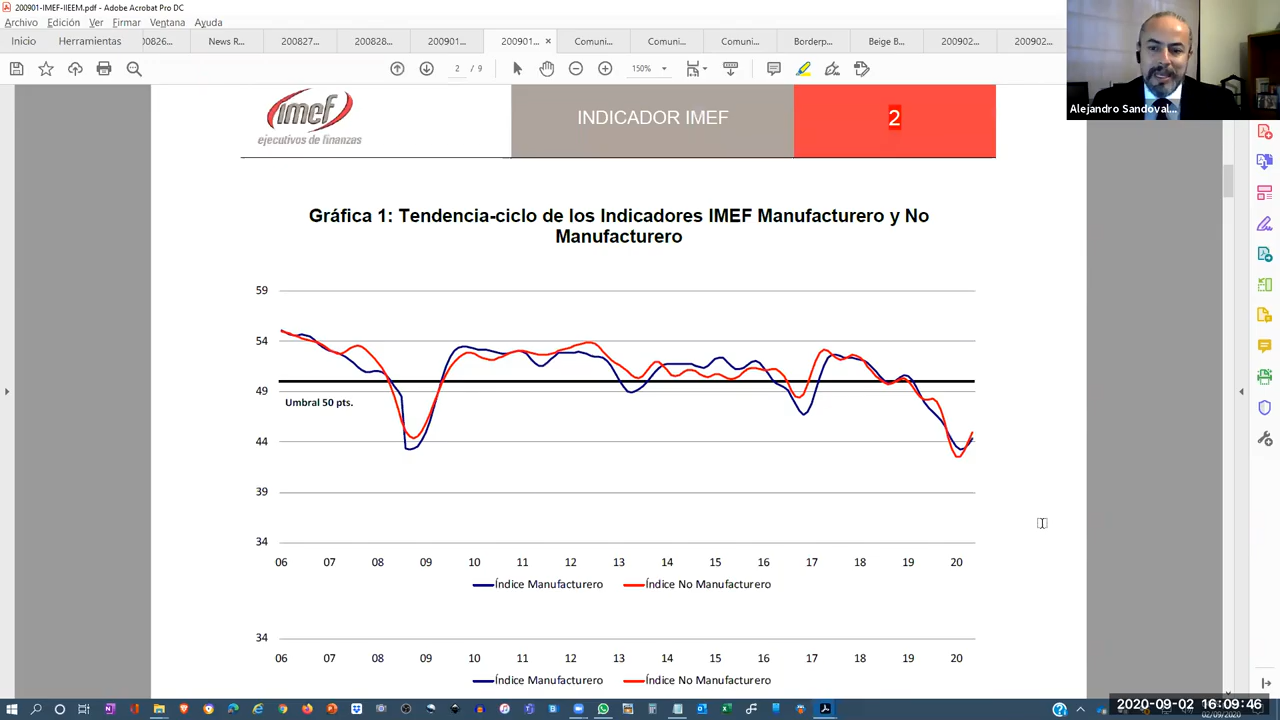 200901-IMEF-IIEEM.pdf - Adobe Acrobat Pro DC
Archivo Edición Ver Firmar Ventana Ayuda
Inicio Herramientas 00826... News R... 200827... 200828... 200901... 200901... × Comuni... Comuni... Comuni... Borderp... Beige B... 200902... 200902...
2 / 9 150%
Alejandro Sandoval...
imef
ejecutivos de finanzas
INDICADOR IMEF
2
Gráfica 1: Tendencia-ciclo de los Indicadores IMEF Manufacturero y No
Manufacturero
59
54
49
44
39
34
Umbral 50 pts.
06 07 08 09 10 11 12 13 14 15 16 17 18 19 20
Índice Manufacturero Índice No Manufacturero
34
06 07 08 09 10 11 12 13 14 15 16 17 18 19 20
Índice Manufacturero Índice No Manufacturero
2020-09-02 16:09:46
02/09/2020